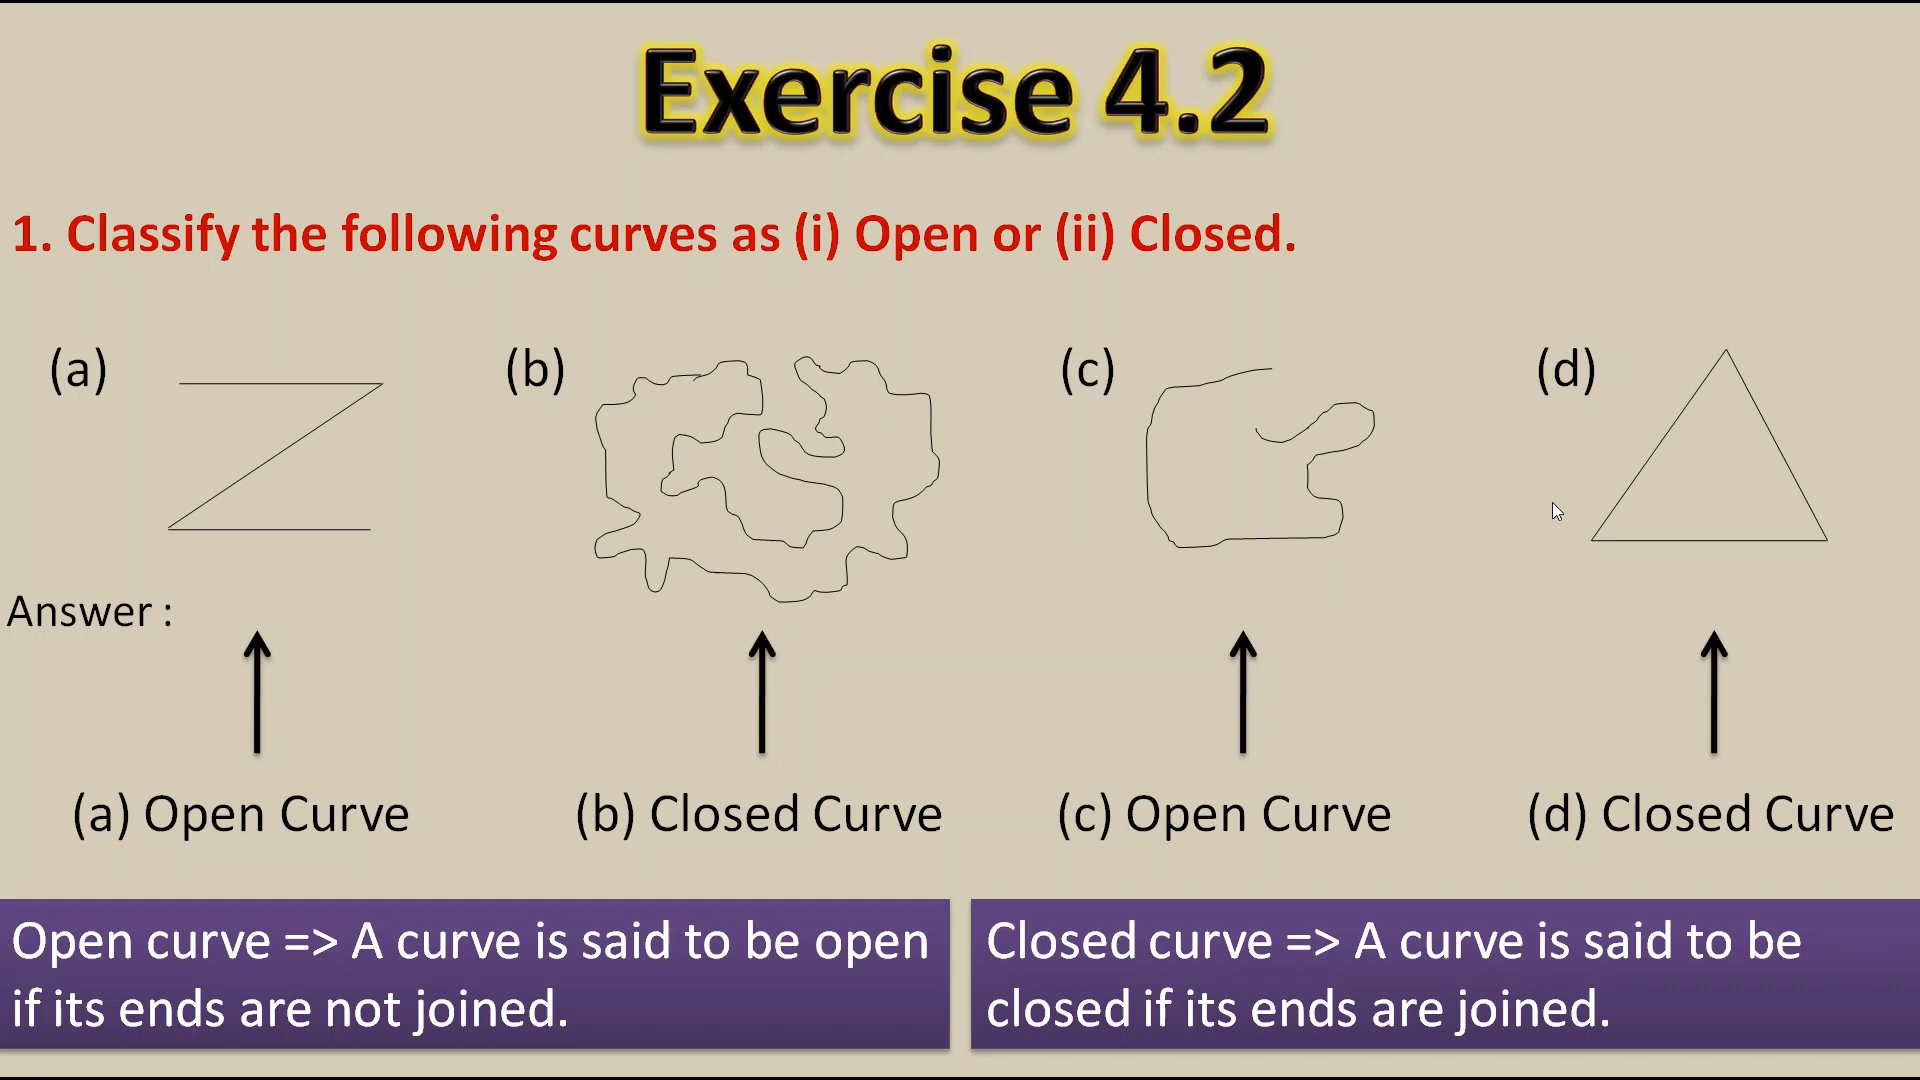 Exercise 4.2
1. Classify the following curves as (i) Open or (ii) Closed.
(a) (b) (c) (d)
Answer :
(a) Open Curve (b) Closed Curve (c) Open Curve (d) Closed Curve
Open curve => A curve is said to be open
if its ends are not joined.
Closed curve => A curve is said to be
closed if its ends are joined.